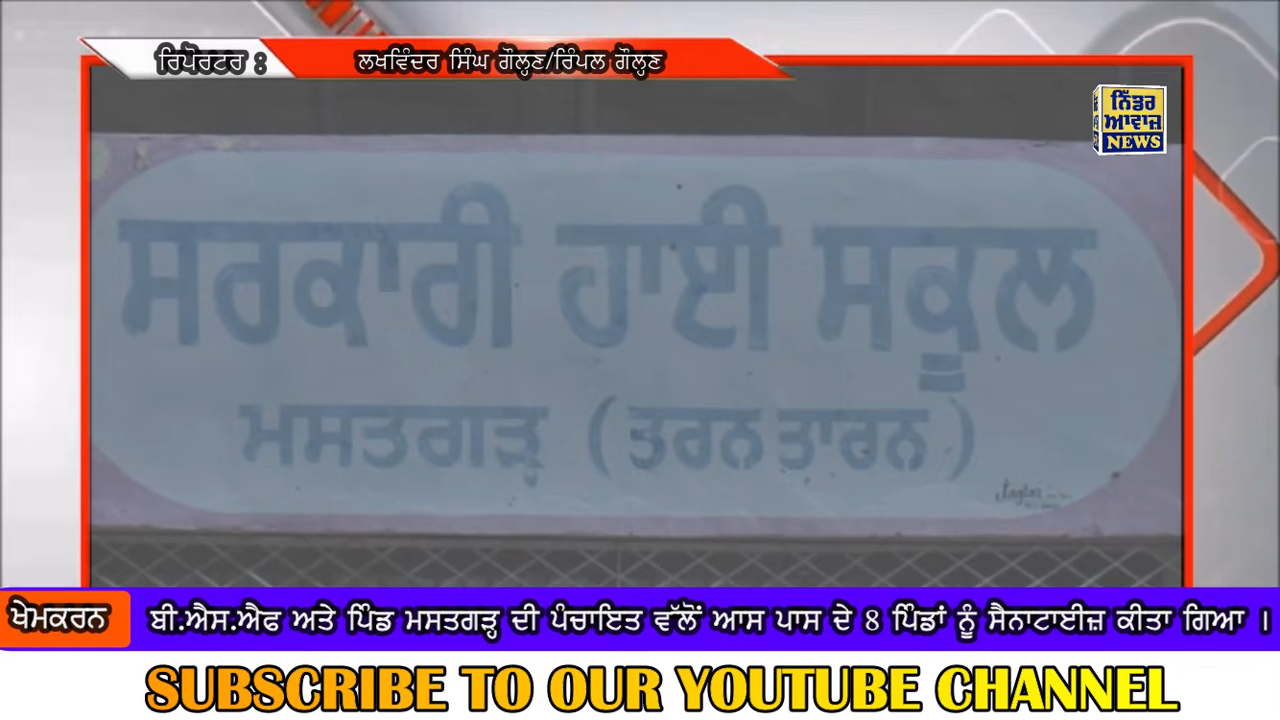 ਰਿਪੋਰਟਰ : ਲਖਵਿੰਦਰ ਸਿੰਘ ਗੌਲ੍ਹਣ/ਰਿੰਪਲ ਗੌਲ੍ਹਣ
ਨਿੱਡਰ
ਆਵਾਜ਼
NEWS
ਸਰਕਾਰੀ ਹਾਈ ਸਕੂਲ
ਮਸਤਗੜ੍ਹ (ਤਰਨ ਤਾਰਨ)
Jagtar
ਖੇਮਕਰਨ ਬੀ.ਐਸ.ਐਫ ਅਤੇ ਪਿੰਡ ਮਸਤਗੜ੍ਹ ਦੀ ਪੰਚਾਇਤ ਵੱਲੋਂ ਆਸ ਪਾਸ ਦੇ 8 ਪਿੰਡਾਂ ਨੂੰ ਸੈਨਾਟਾਈਜ਼ ਕੀਤਾ ਗਿਆ ।
SUBSCRIBE TO OUR YOUTUBE CHANNEL